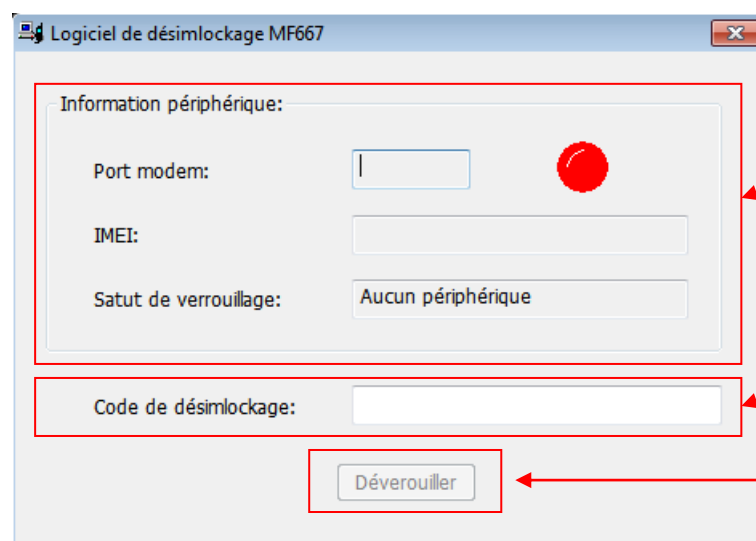 Logiciel de désimlockage MF667
Information périphérique:
Port modem:
IMEI:
Satut de verrouillage: Aucun périphérique
Code de désimlockage:
Déverouiller